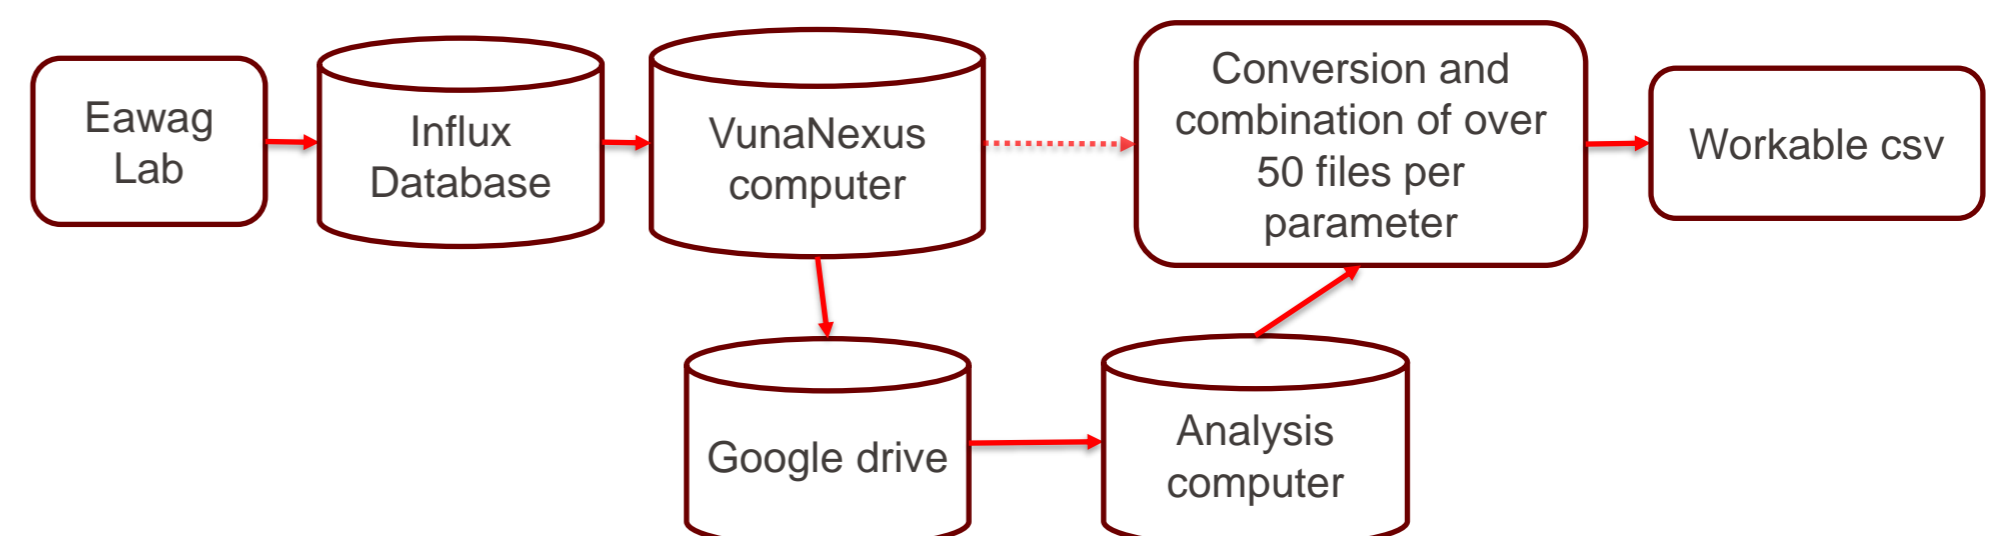 Eawag
Lab
Influx
Database
VunaNexus
computer
Conversion and
combination of over
50 files per
parameter
Workable csv
Google drive
Analysis
computer